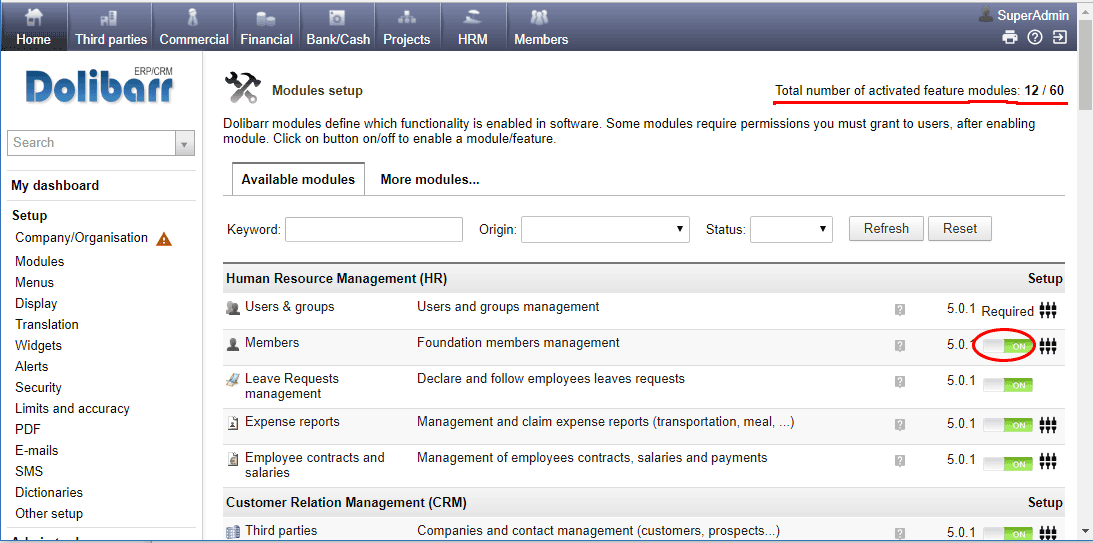 Home Third parties Commercial Financial Bank/Cash Projects HRM Members
SuperAdmin
Dolibarr ERP/CRM
Search
My dashboard
Setup
Company/Organisation
Modules
Menus
Display
Translation
Widgets
Alerts
Security
Limits and accuracy
PDF
E-mails
SMS
Dictionaries
Other setup
Modules setup
Total number of activated feature modules: 12 / 60
Dolibarr modules define which functionality is enabled in software. Some modules require permissions you must grant to users, after enabling
module. Click on button on/off to enable a module/feature.
Available modules More modules...
Keyword: Origin: Status: Refresh Reset
Human Resource Management (HR) Setup
Users & groups Users and groups management ? 5.0.1 Required
Members Foundation members management ? 5.0.1 ON
Leave Requests Declare and follow employees leaves requests ? 5.0.1 ON
management
Expense reports Management and claim expense reports (transportation, meal, ...) ? 5.0.1 ON
Employee contracts and Management of employees contracts, salaries and payments ? 5.0.1 ON
salaries
Customer Relation Management (CRM) Setup
Third parties Companies and contact management (customers, prospects...) ? 5.0.1 ON